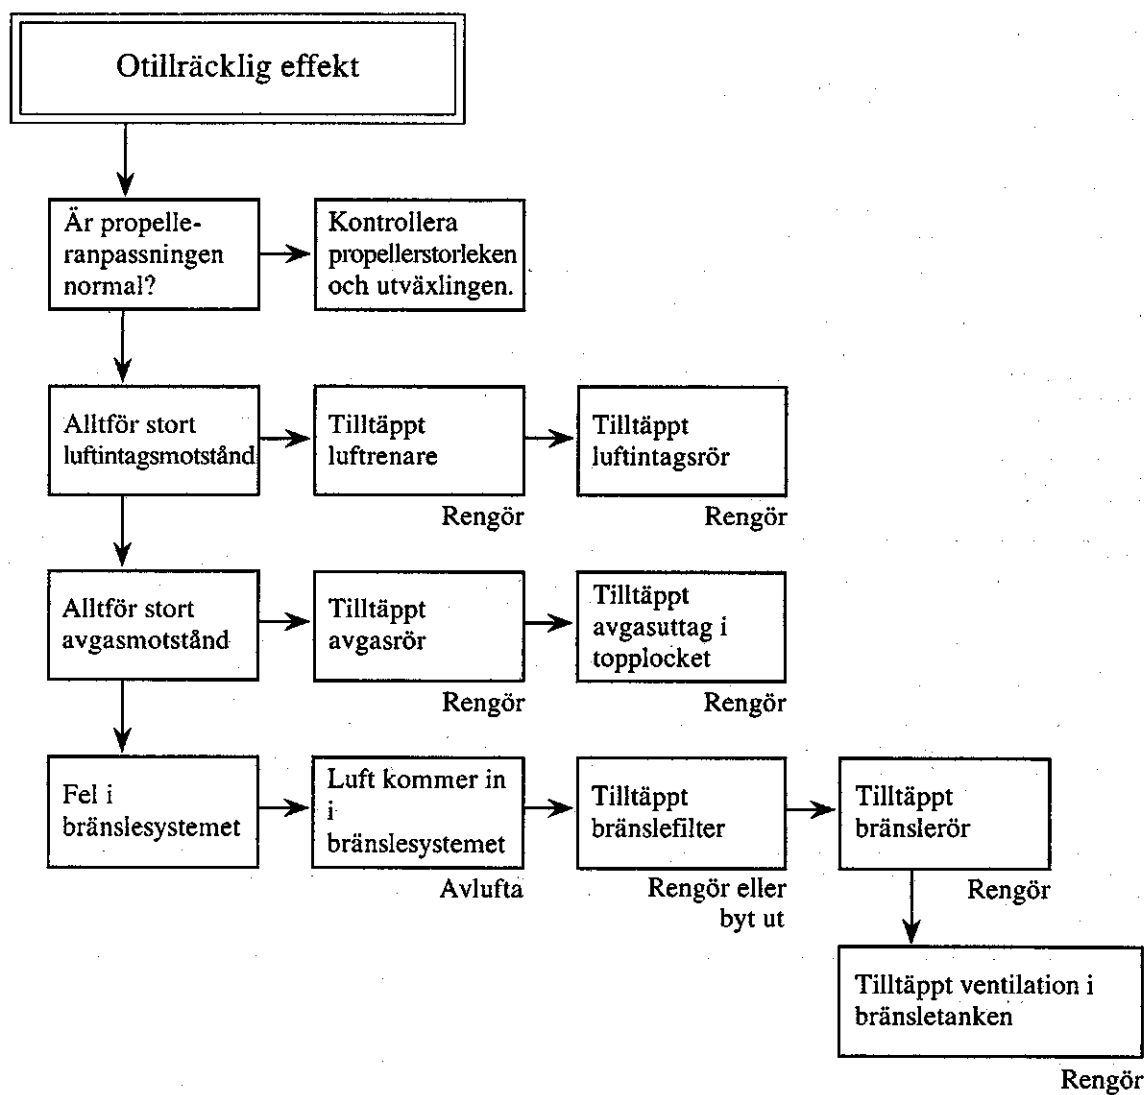 Otillräcklig effekt
Är propelle-
ranpassningen
normal?
Kontrollera
propellerstorleken
och utväxlingen.
Alltför stort
luftintagsmotstånd
Tilltäppt
luftrenare
Rengör
Tilltäppt
luftintagsrör
Rengör
Alltför stort
avgasmotstånd
Tilltäppt
avgasrör
Rengör
Tilltäppt
avgasuttag i
topplocket
Rengör
Fel i
bränslesystemet
Luft kommer in
i
bränslesystemet
Avlufta
Tilltäppt
bränslefilter
Rengör eller
byt ut
Tilltäppt
bränslerör
Rengör
Tilltäppt ventilation i
bränsletanken
Rengör